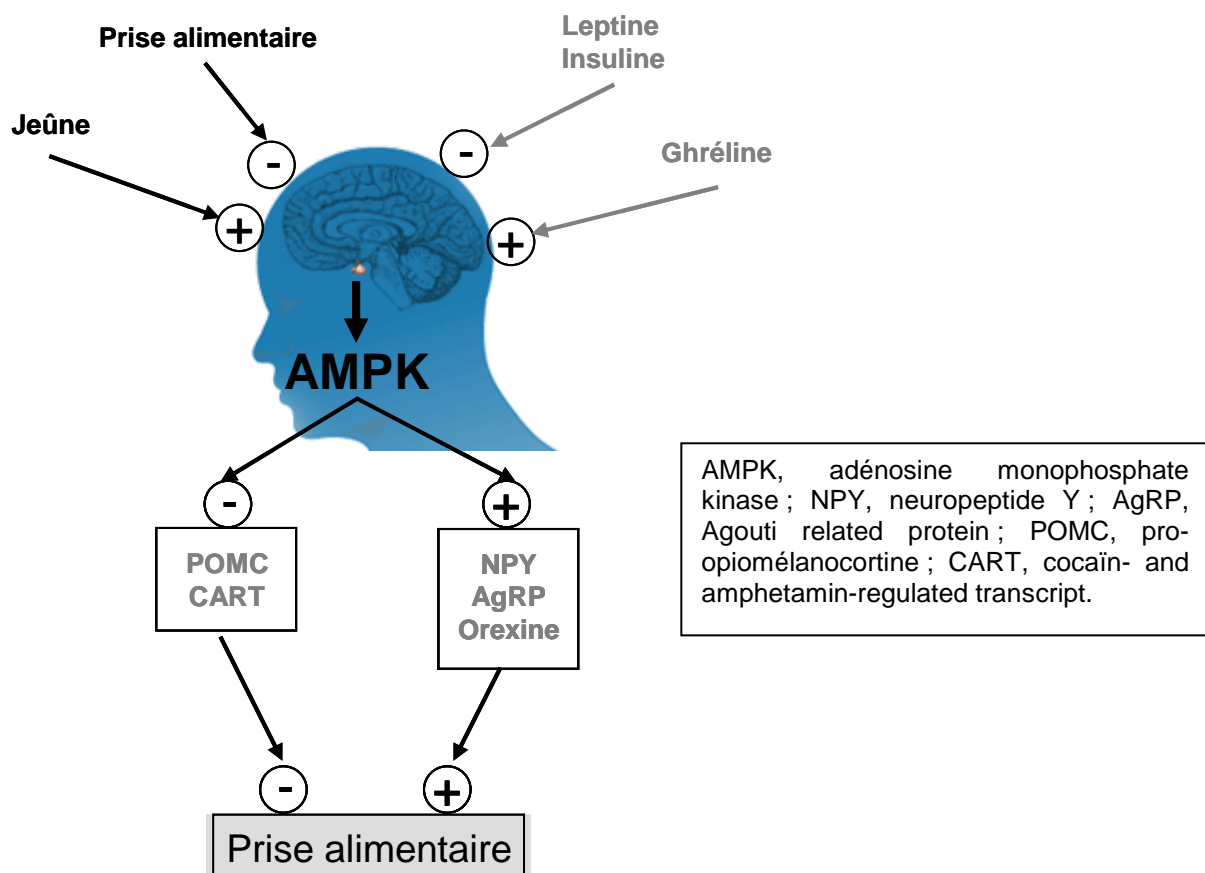 Prise alimentaire
Leptine
Insuline
Jeûne
-
-
Ghréline
+
+
AMPK
-
+
POMC
CART
NPY
AgRP
Orexine
AMPK, adénosine monophosphate
kinase ; NPY, neuropeptide Y ; AgRP,
Agouti related protein ; POMC, pro-
opiomélanocortine ; CART, cocaïn- and
amphetamin-regulated transcript.
-
+
Prise alimentaire